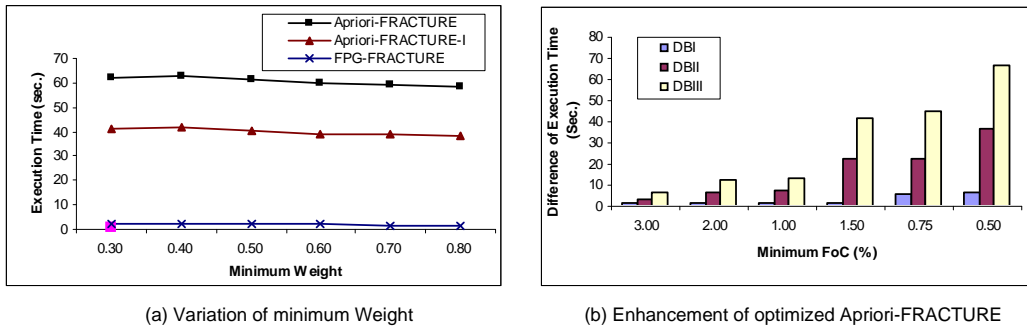 Apriori-FRACTURE
Apriori-FRACTURE-I
FPG-FRACTURE
Execution Time (sec.)
70
60
50
40
30
20
10
0
0.30 0.40 0.50 0.60 0.70 0.80
Minimum Weight
(a) Variation of minimum Weight
DBI
DBII
DBIII
Difference of Execution Time
(Sec.)
80
70
60
50
40
30
20
10
0
3.00 2.00 1.00 1.50 0.75 0.50
Minimum FoC (%)
(b) Enhancement of optimized Apriori-FRACTURE